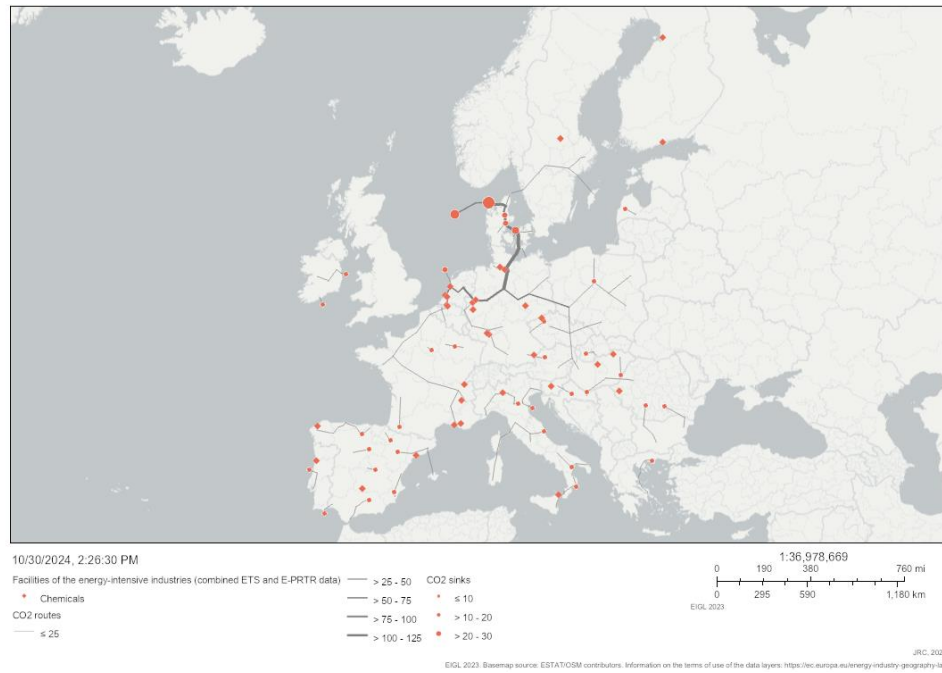 10/30/2024, 2:26:30 PM
Facilities of the energy-intensive industries (combined ETS and E-PRTR data)
Chemicals
CO2 routes
≤ 25
> 25 - 50
> 50 - 75
> 75 - 100
> 100 - 125
CO2 sinks
≤ 10
> 10 - 20
> 20 - 30
1:36,978,669
0 190 380 760 mi
0 295 590 1,180 km
EIGL 2023
JRC, 202
EIGL 2023. Basemap source: ESTAT/OSM contributors. Information on the terms of use of the data layers: https://ec.europa.eu/energy-industry-geography-la